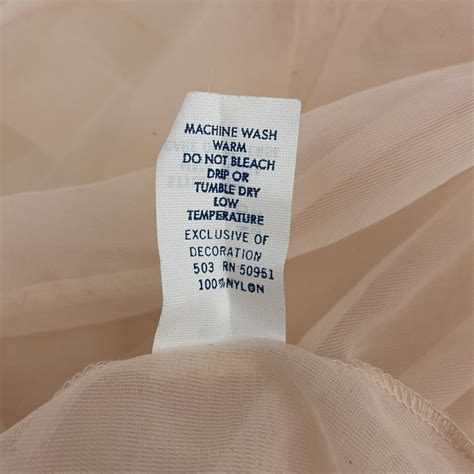 MACHINE WASH
WARM
DO NOT BLEACH
DRIP OR
TUMBLE DRY
LOW
TEMPERATURE
EXCLUSIVE OF
DECORATION
503 RN 50961
100% NYLON